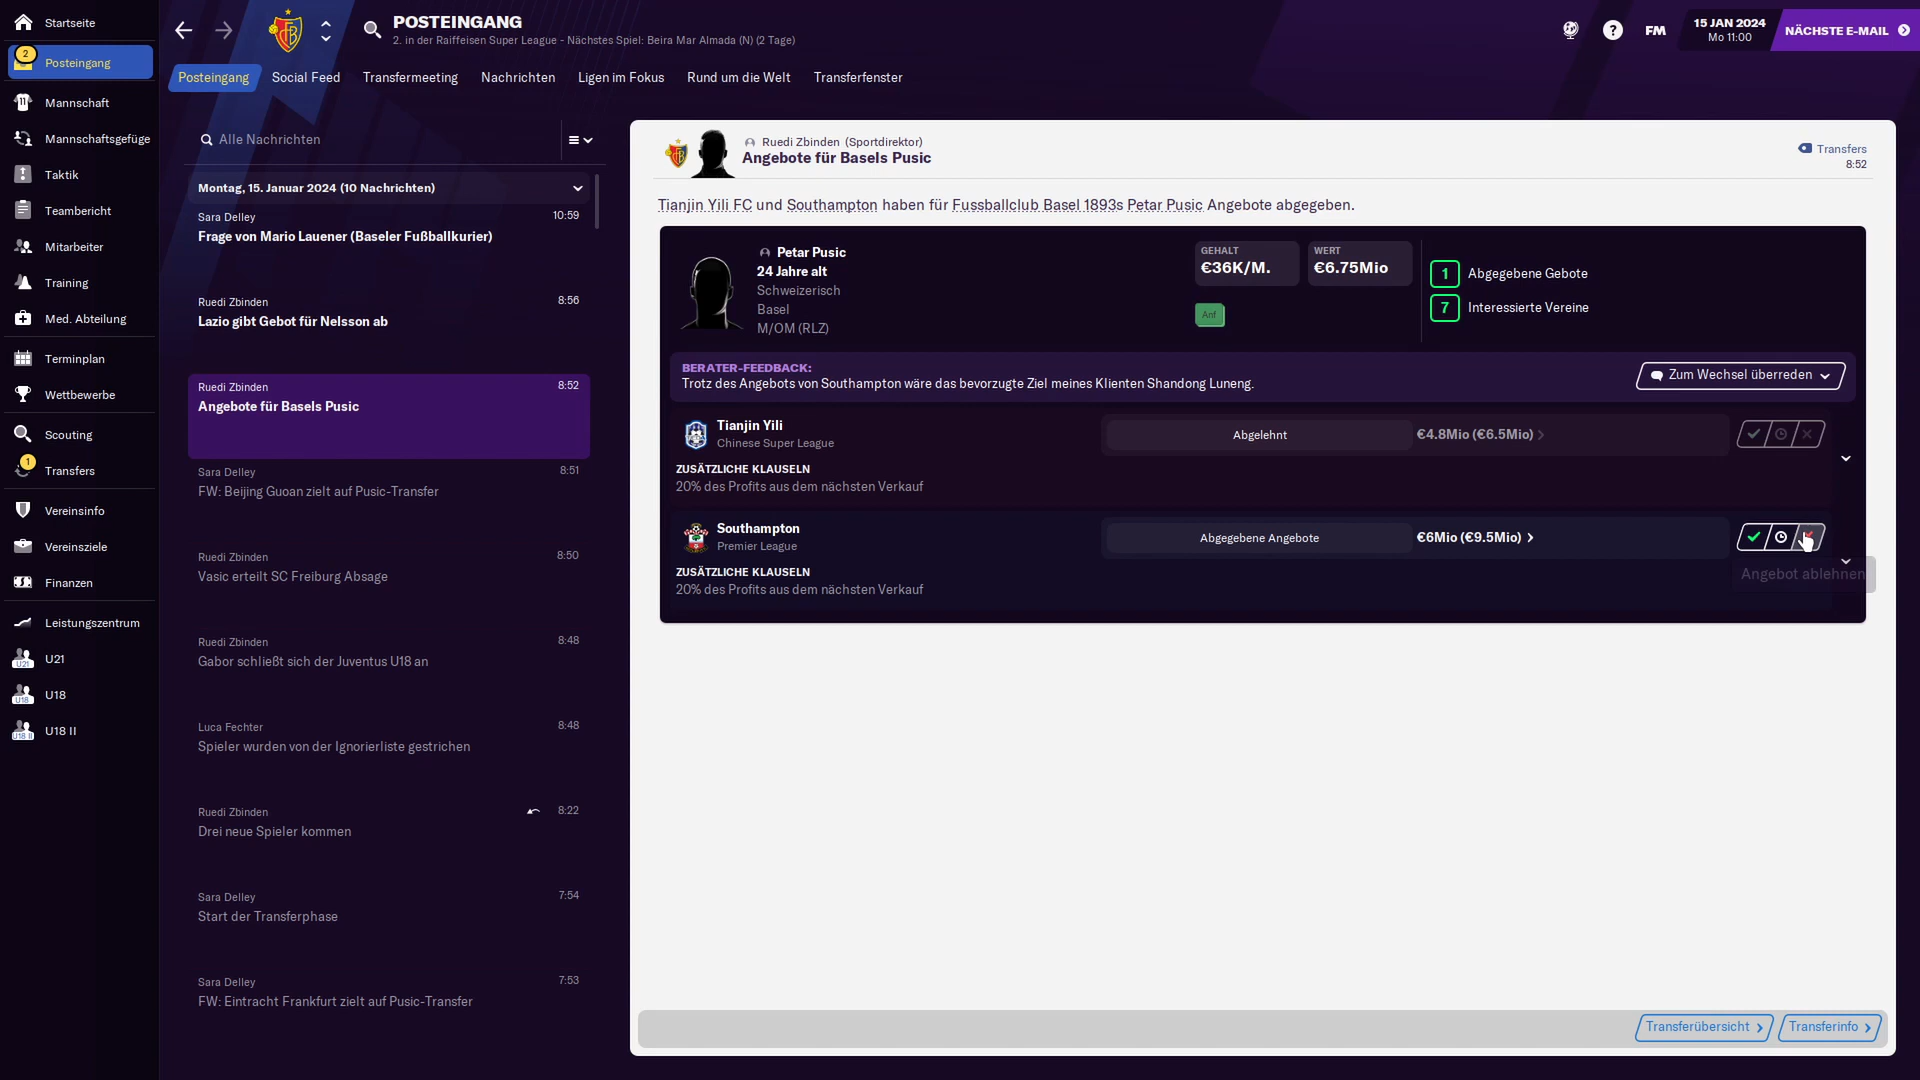 Startseite
2
Posteingang
Mannschaft
Mannschaftsgefüge
Taktik
Teambericht
Mitarbeiter
Training
Med. Abteilung
Terminplan
Wettbewerbe
Scouting
1
Transfers
Vereinsinfo
Vereinsziele
Finanzen
Leistungszentrum
U21
U21
U18
U18
U18 II
U18 II
POSTEINGANG
2. in der Raiffeisen Super League - Nächstes Spiel: Beira Mar Almada (N) (2 Tage)
FM
15 JAN 2024
Mo 11:00
NÄCHSTE E-MAIL
Posteingang Social Feed Transfermeeting Nachrichten Ligen im Fokus Rund um die Welt Transferfenster
Alle Nachrichten
Montag, 15. Januar 2024 (10 Nachrichten)
Sara Delley 10:59
Frage von Mario Lauener (Baseler Fußballkurier)
Ruedi Zbinden 8:56
Lazio gibt Gebot für Nelsson ab
Ruedi Zbinden 8:52
Angebote für Basels Pusic
Sara Delley 8:51
FW: Beijing Guoan zielt auf Pusic-Transfer
Ruedi Zbinden 8:50
Vasic erteilt SC Freiburg Absage
Ruedi Zbinden 8:48
Gabor schließt sich der Juventus U18 an
Luca Fechter 8:48
Spieler wurden von der Ignorierliste gestrichen
Ruedi Zbinden 8:22
Drei neue Spieler kommen
Sara Delley 7:54
Start der Transferphase
Sara Delley 7:53
FW: Eintracht Frankfurt zielt auf Pusic-Transfer
Ruedi Zbinden (Sportdirektor)
Angebote für Basels Pusic
Transfers
8:52
Tianjin Yili FC und Southampton haben für Fussballclub Basel 1893s Petar Pusic Angebote abgegeben.
Petar Pusic
24 Jahre alt
Schweizerisch
Basel
M/OM (RLZ)
GEHALT
€36K/M.
WERT
€6.75Mio
Anf
1 Abgegebene Gebote
7 Interessierte Vereine
BERATER-FEEDBACK:
Trotz des Angebots von Southampton wäre das bevorzugte Ziel meines Klienten Shandong Luneng.
Zum Wechsel überreden
Tianjin Yili
Chinese Super League
Abgelehnt
€4.8Mio (€6.5Mio)
ZUSÄTZLICHE KLAUSELN
20% des Profits aus dem nächsten Verkauf
Southampton
Premier League
Abgegebene Angebote
€6Mio (€9.5Mio)
Angebot ablehnen
ZUSÄTZLICHE KLAUSELN
20% des Profits aus dem nächsten Verkauf
Transferübersicht
Transferinfo